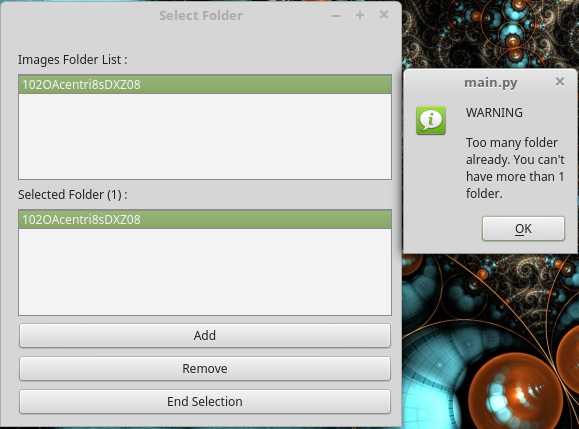 Select Folder
Images Folder List :
102OAcentri8sDXZ08
Selected Folder (1) :
102OAcentri8sDXZ08
Add
Remove
End Selection
main.py
WARNING
Too many folder
already. You can't
have more than 1
folder.
OK